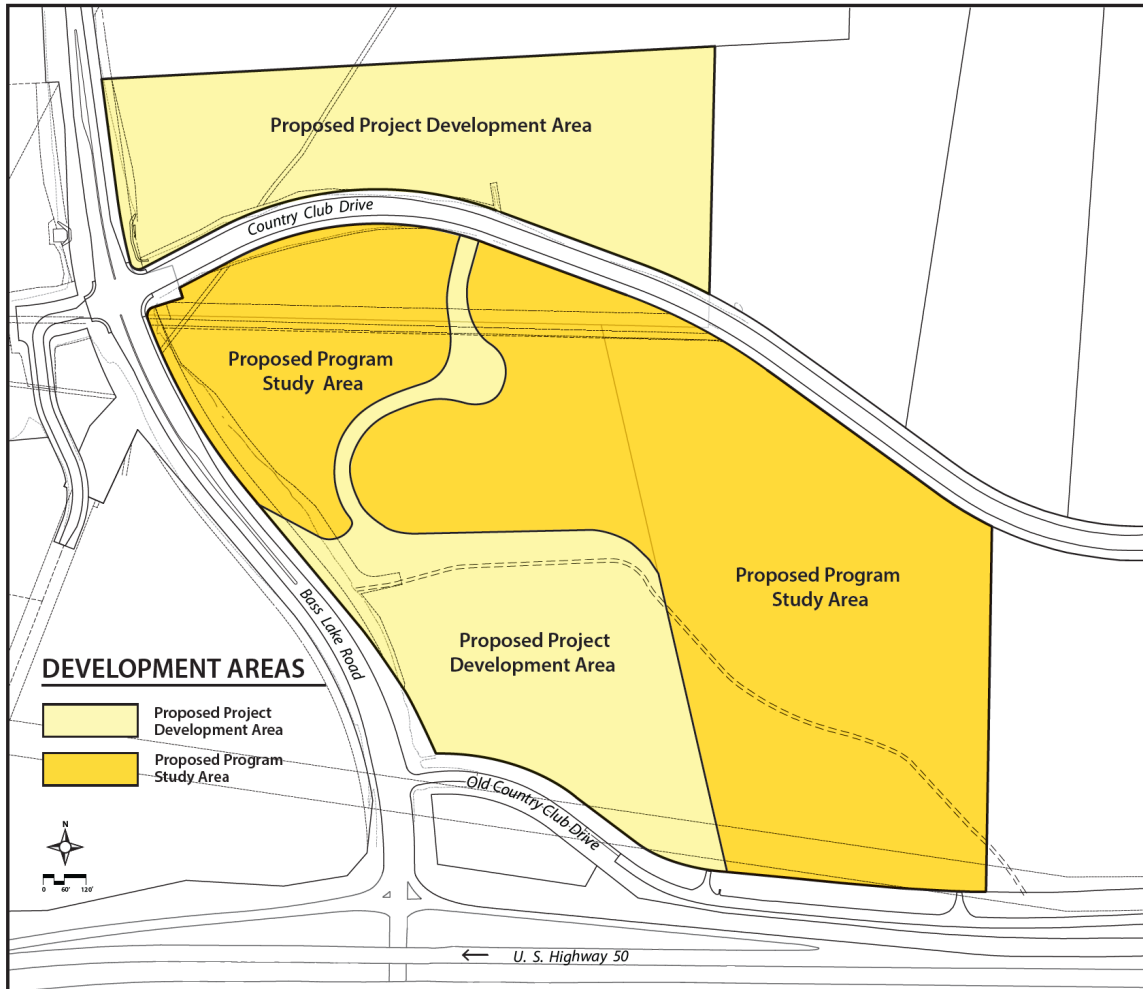 Proposed Project Development Area
Country Club Drive
Proposed Program
Study Area
Proposed Program
Study Area
Proposed Project
Development Area
Bass Lake Road
DEVELOPMENT AREAS
Proposed Project
Development Area
Proposed Program
Study Area
Old Country Club Drive
N
0 60' 120'
U. S. Highway 50